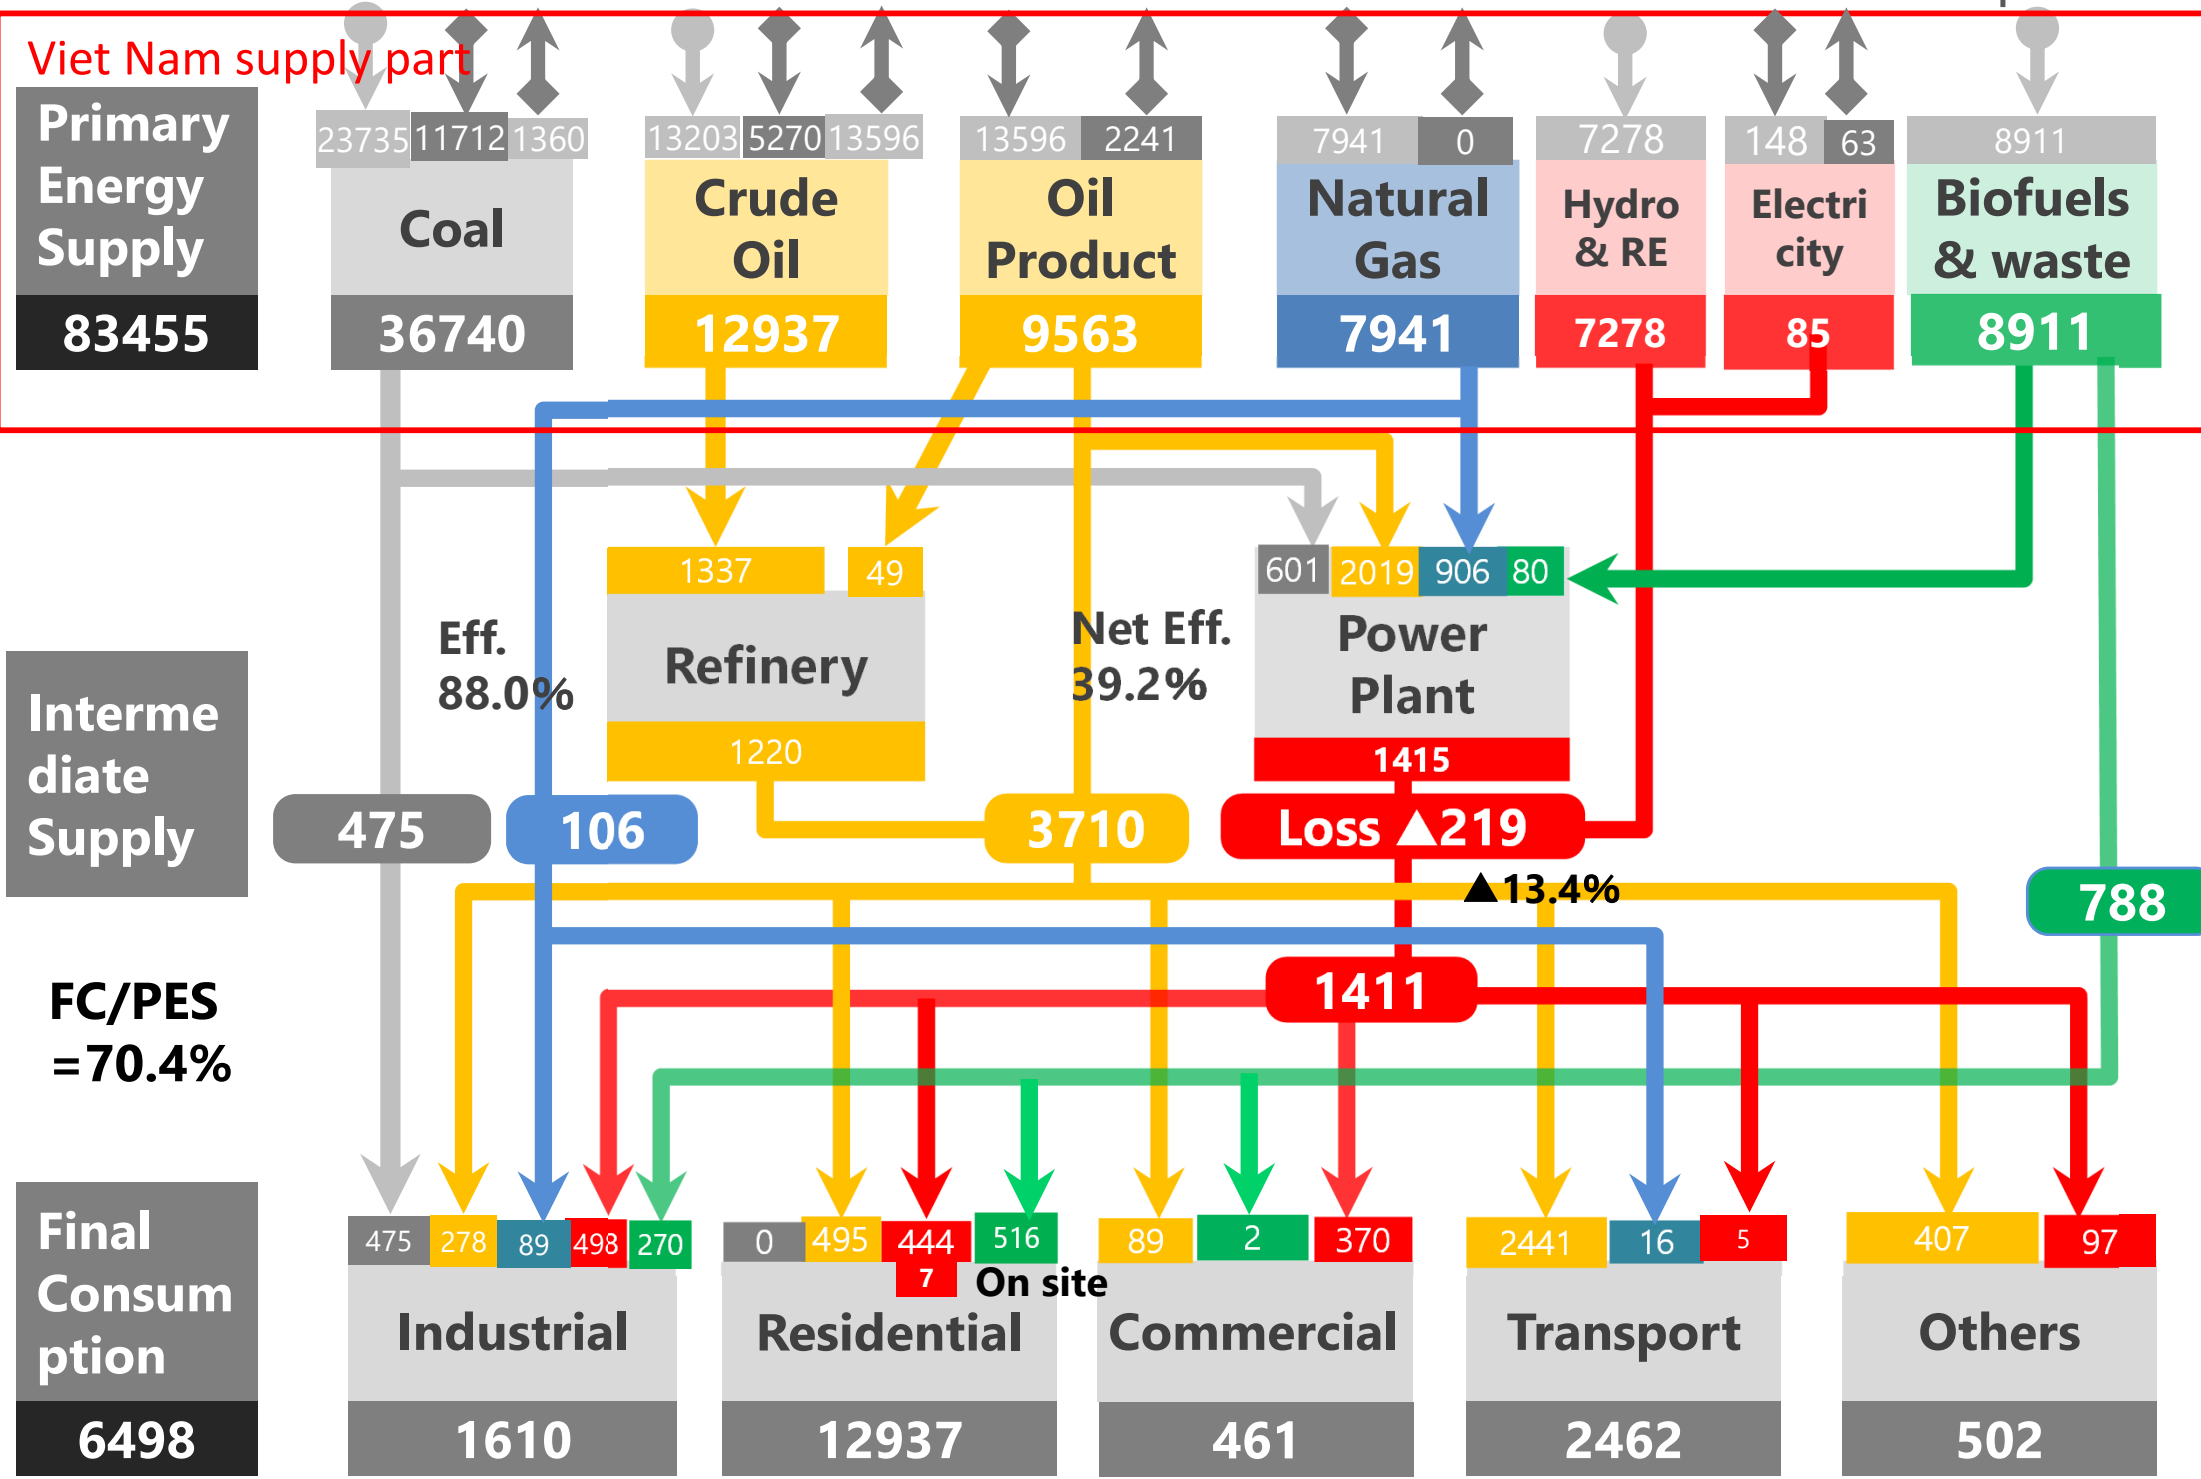 Viet Nam supply part
Primary
Energy
Supply
83455
23735 11712 1360
Coal
36740
13203 5270 13596
Crude
Oil
12937
13596 2241
Oil
Product
9563
7941 0
Natural
Gas
7941
7278
Hydro
& RE
7278
148 63
Electri
city
85
8911
Biofuels
& waste
8911
Interme
diate
Supply
Eff.
88.0%
1337 49
Refinery
1220
Net Eff.
39.2%
601 2019 906 80
Power
Plant
1415
475
106
3710
Loss ▲219
▲13.4%
788
1411
FC/PES
=70.4%
Final
Consum
ption
6498
475 278 89 498 270
Industrial
1610
0 495 444 516
7 On site
Residential
12937
89 2 370
Commercial
461
2441 16 5
Transport
2462
407 97
Others
502